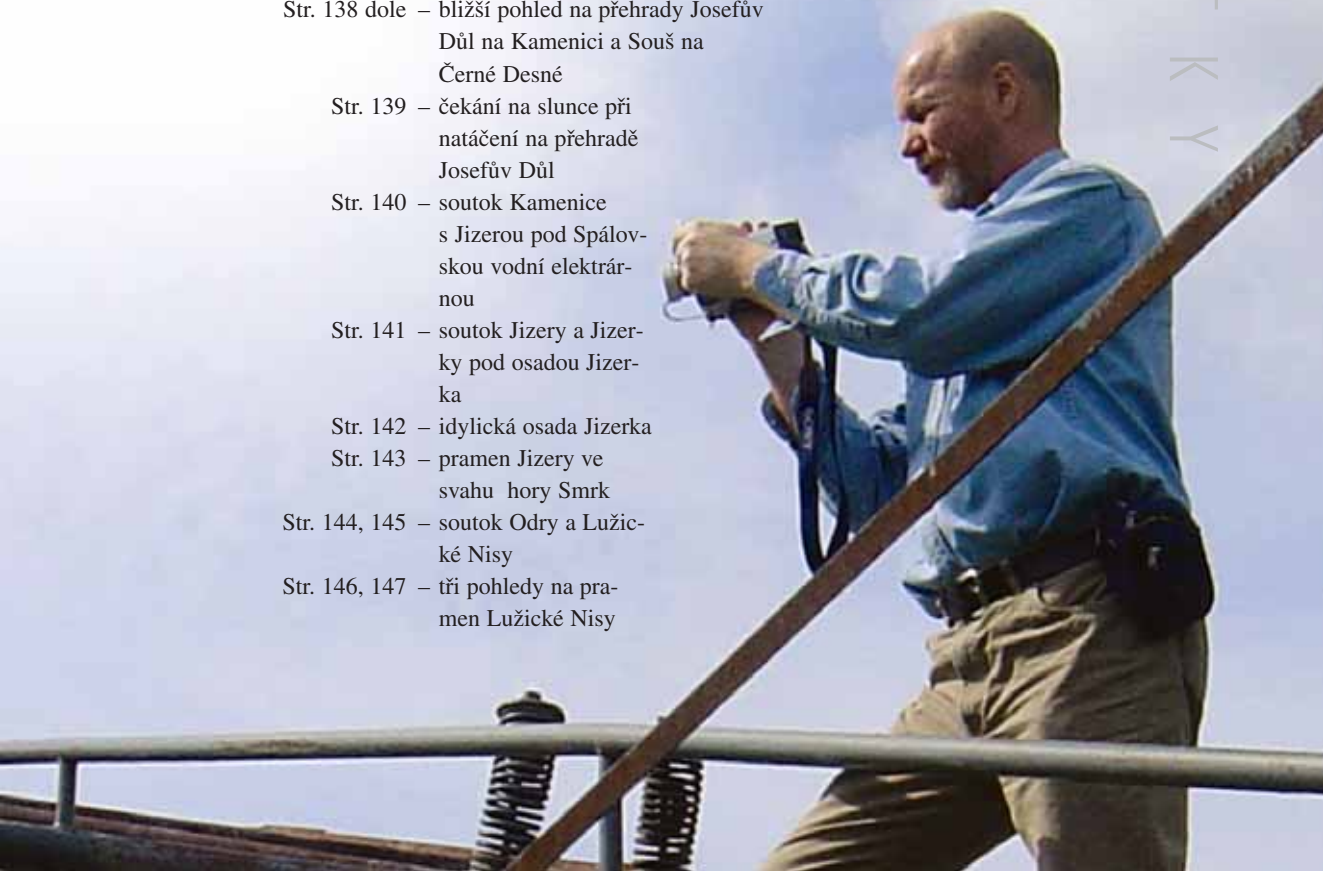 Str. 138 dole – bližší pohled na přehrady Josefův
Důl na Kamenici a Souš na
Černé Desné
Str. 139 – čekání na slunce při
natáčení na přehradě
Josefův Důl
Str. 140 – soutok Kamenice
s Jizerou pod Spálov-
skou vodní elektrár-
nou
Str. 141 – soutok Jizery a Jizer-
ky pod osadou Jizer-
ka
Str. 142 – idylická osada Jizerka
Str. 143 – pramen Jizery ve
svahu hory Smrk
Str. 144, 145 – soutok Odry a Lužic-
ké Nisy
Str. 146, 147 – tři pohledy na pra-
men Lužické Nisy
K Y